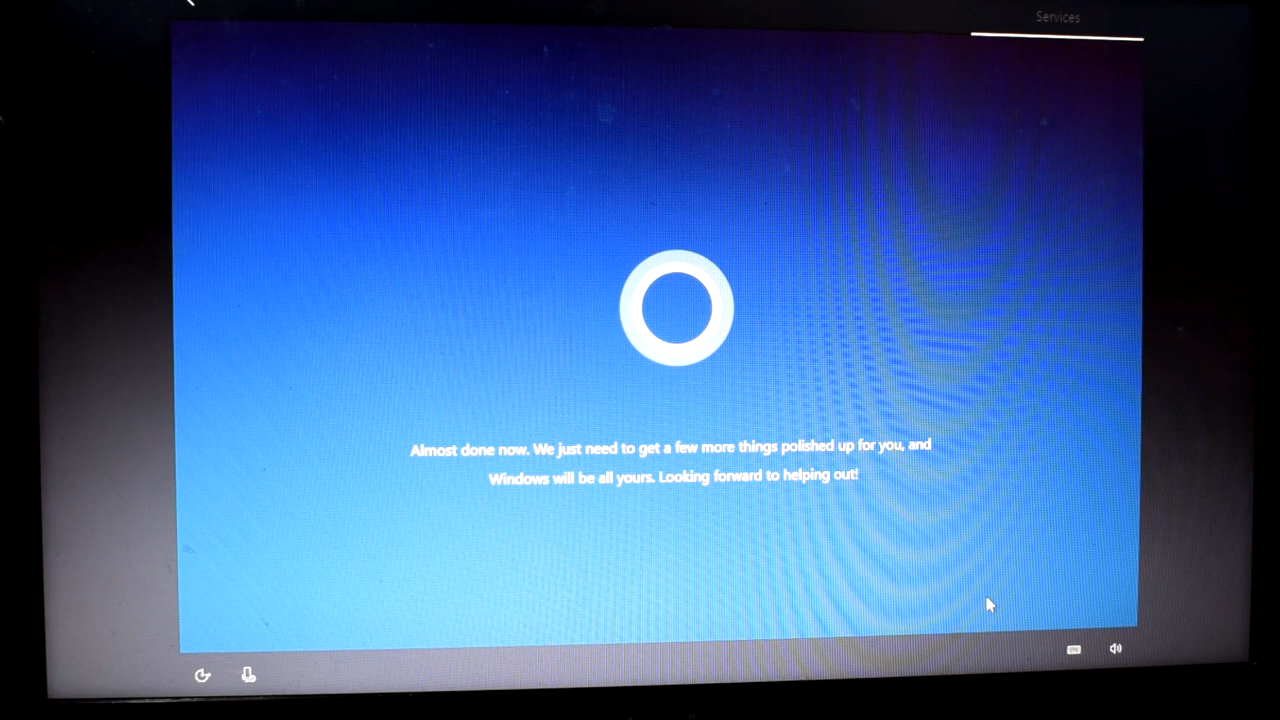 Services
Almost done now. We just need to get a few more things polished up for you, and
Windows will be all yours. Looking forward to helping out!